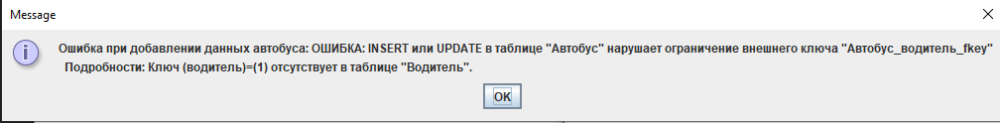 Message
Ошибка при добавлении данных автобуса: ОШИБКА: INSERT или UPDATE в таблице "Автобус" нарушает ограничение внешнего ключа "Автобус_водитель_fkey"
Подробности: Ключ (водитель)=(1) отсутствует в таблице "Водитель".
OK